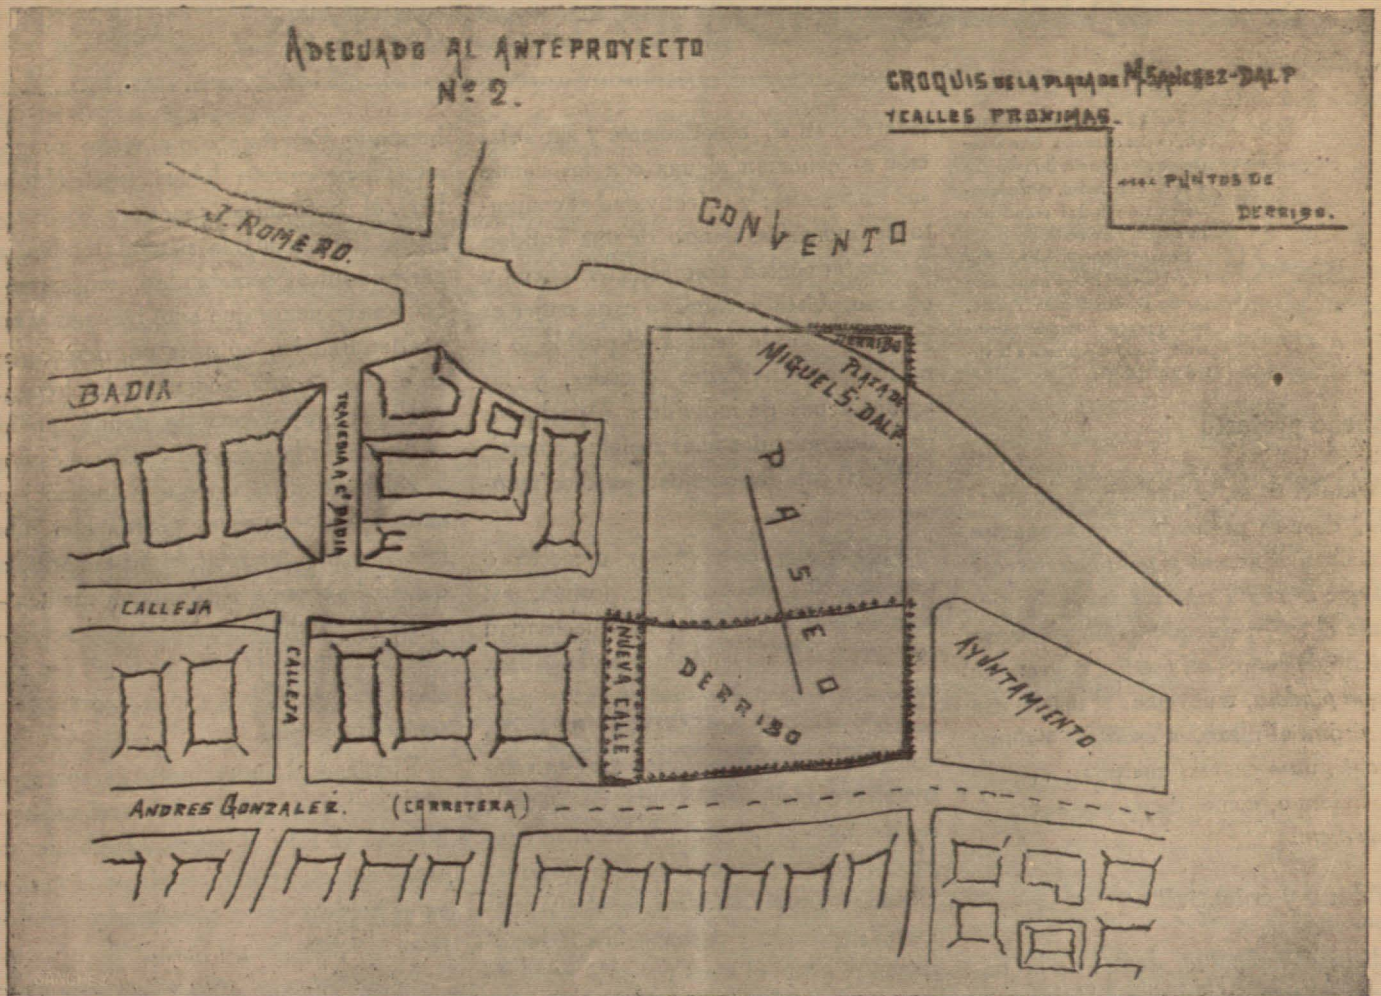 ADECUADO AL ANTEPROYECTO
Nº 2.
CROQUIS DE LA PLAZA DE M. SANCHEZ-DALP
Y CALLES PROXIMAS.
PUNTOS DE
DERRIBO.
J. ROMERO.
CONVENTO
DERRIBO
PLAZA DE
MIGUEL S. DALP.
BADIA
TRAVESIA A Cª BADIA
PASEO
CALLEJA
CALLEJA
NUEVA CALLE
DERRIBO
AYUNTAMIENTO.
ANDRES GONZALEZ. (CARRETERA)
SANCHEZ